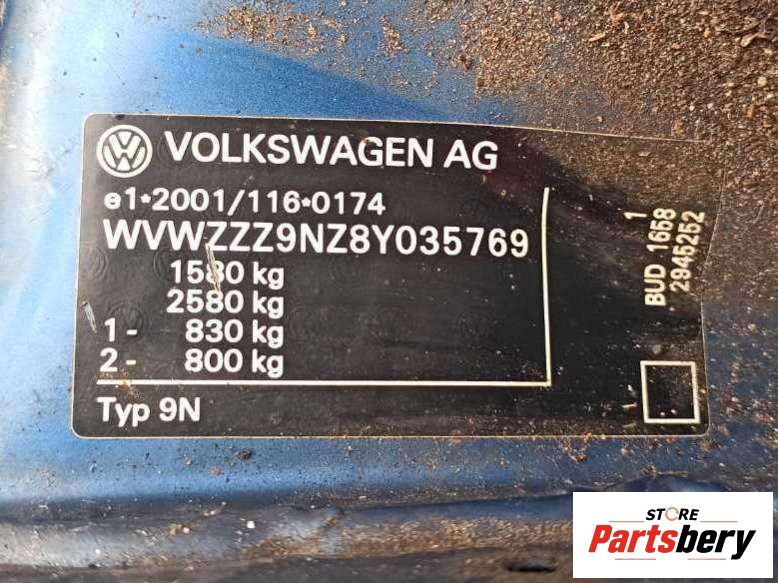 VOLKSWAGEN AG
e1*2001/116*0174
WVWZZZ9NZ8Y035769
1580 kg
2580 kg
1- 830 kg
2- 800 kg
Typ 9N
1
BUD 1658
2945252
STORE
Partsbery